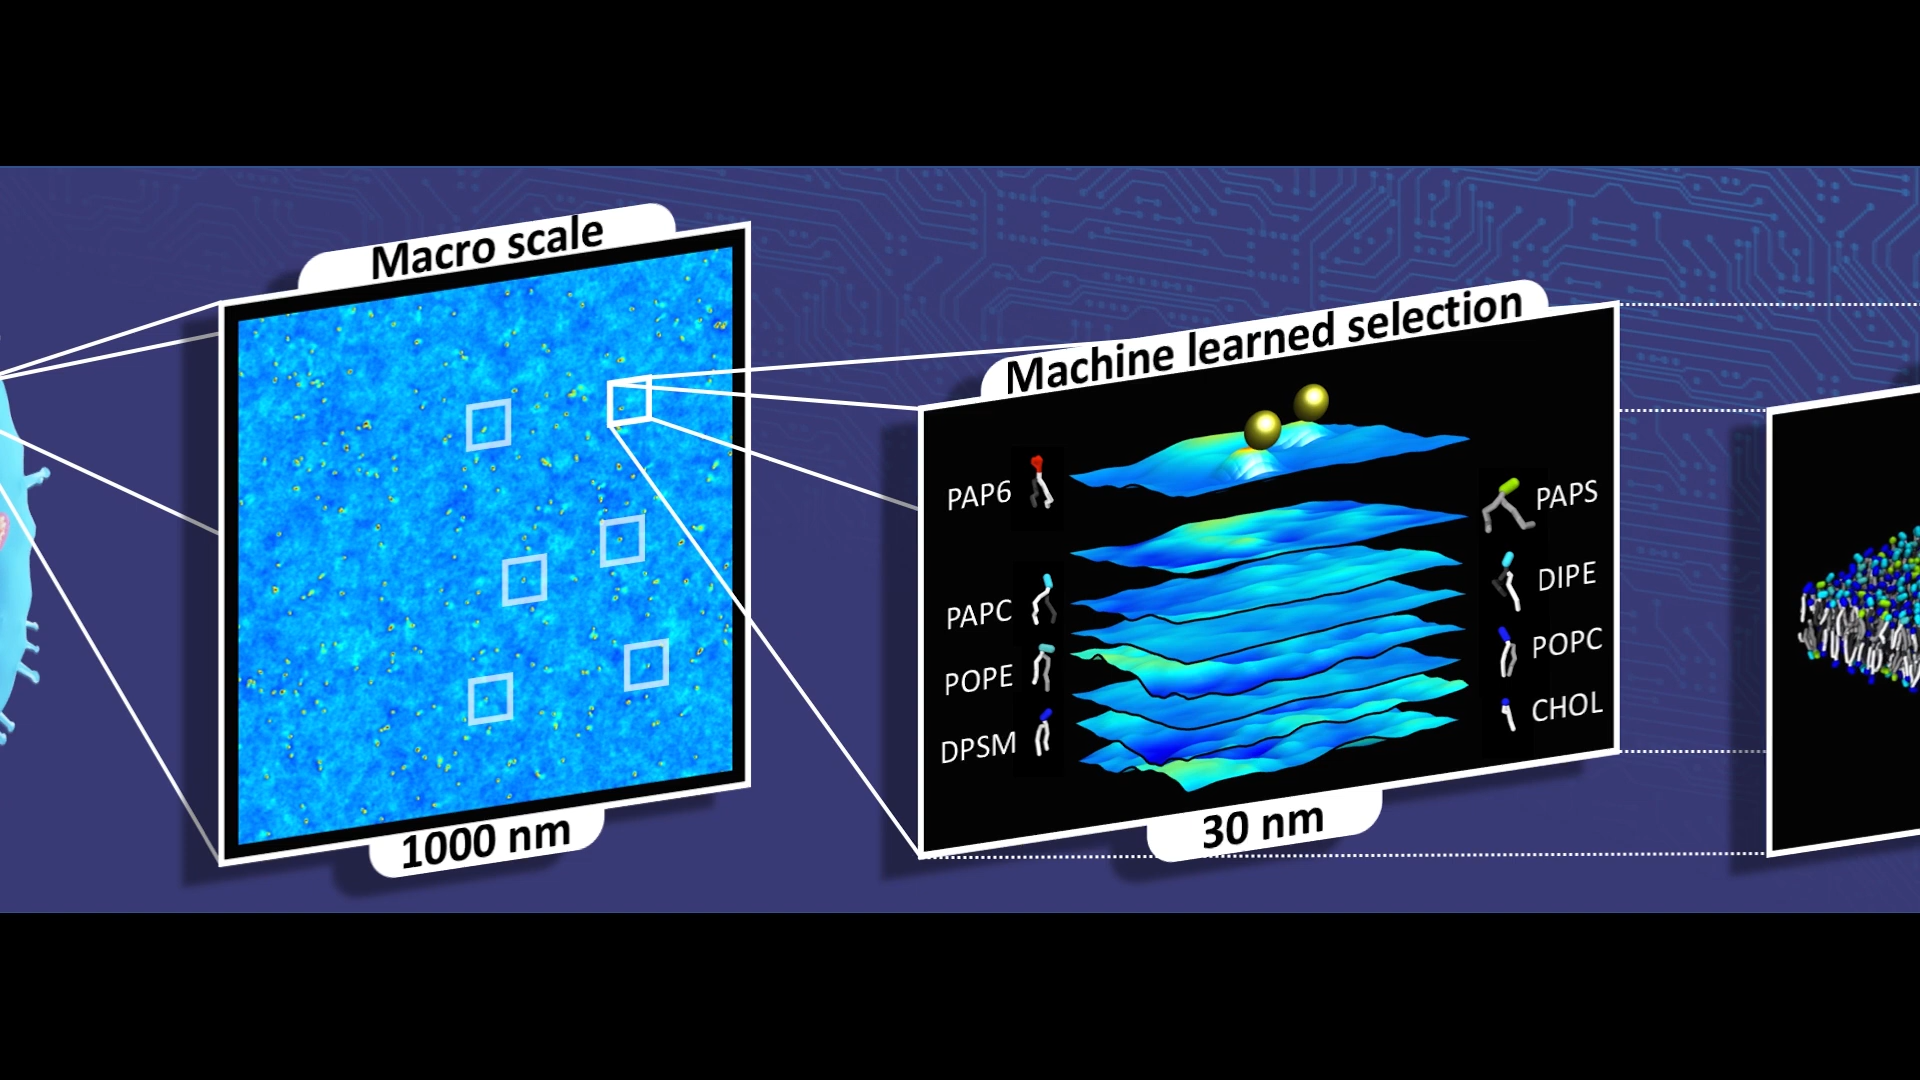 Macro scale
1000 nm
Machine learned selection
PAP6
PAPC
POPE
DPSM
PAPS
DIPE
POPC
CHOL
30 nm